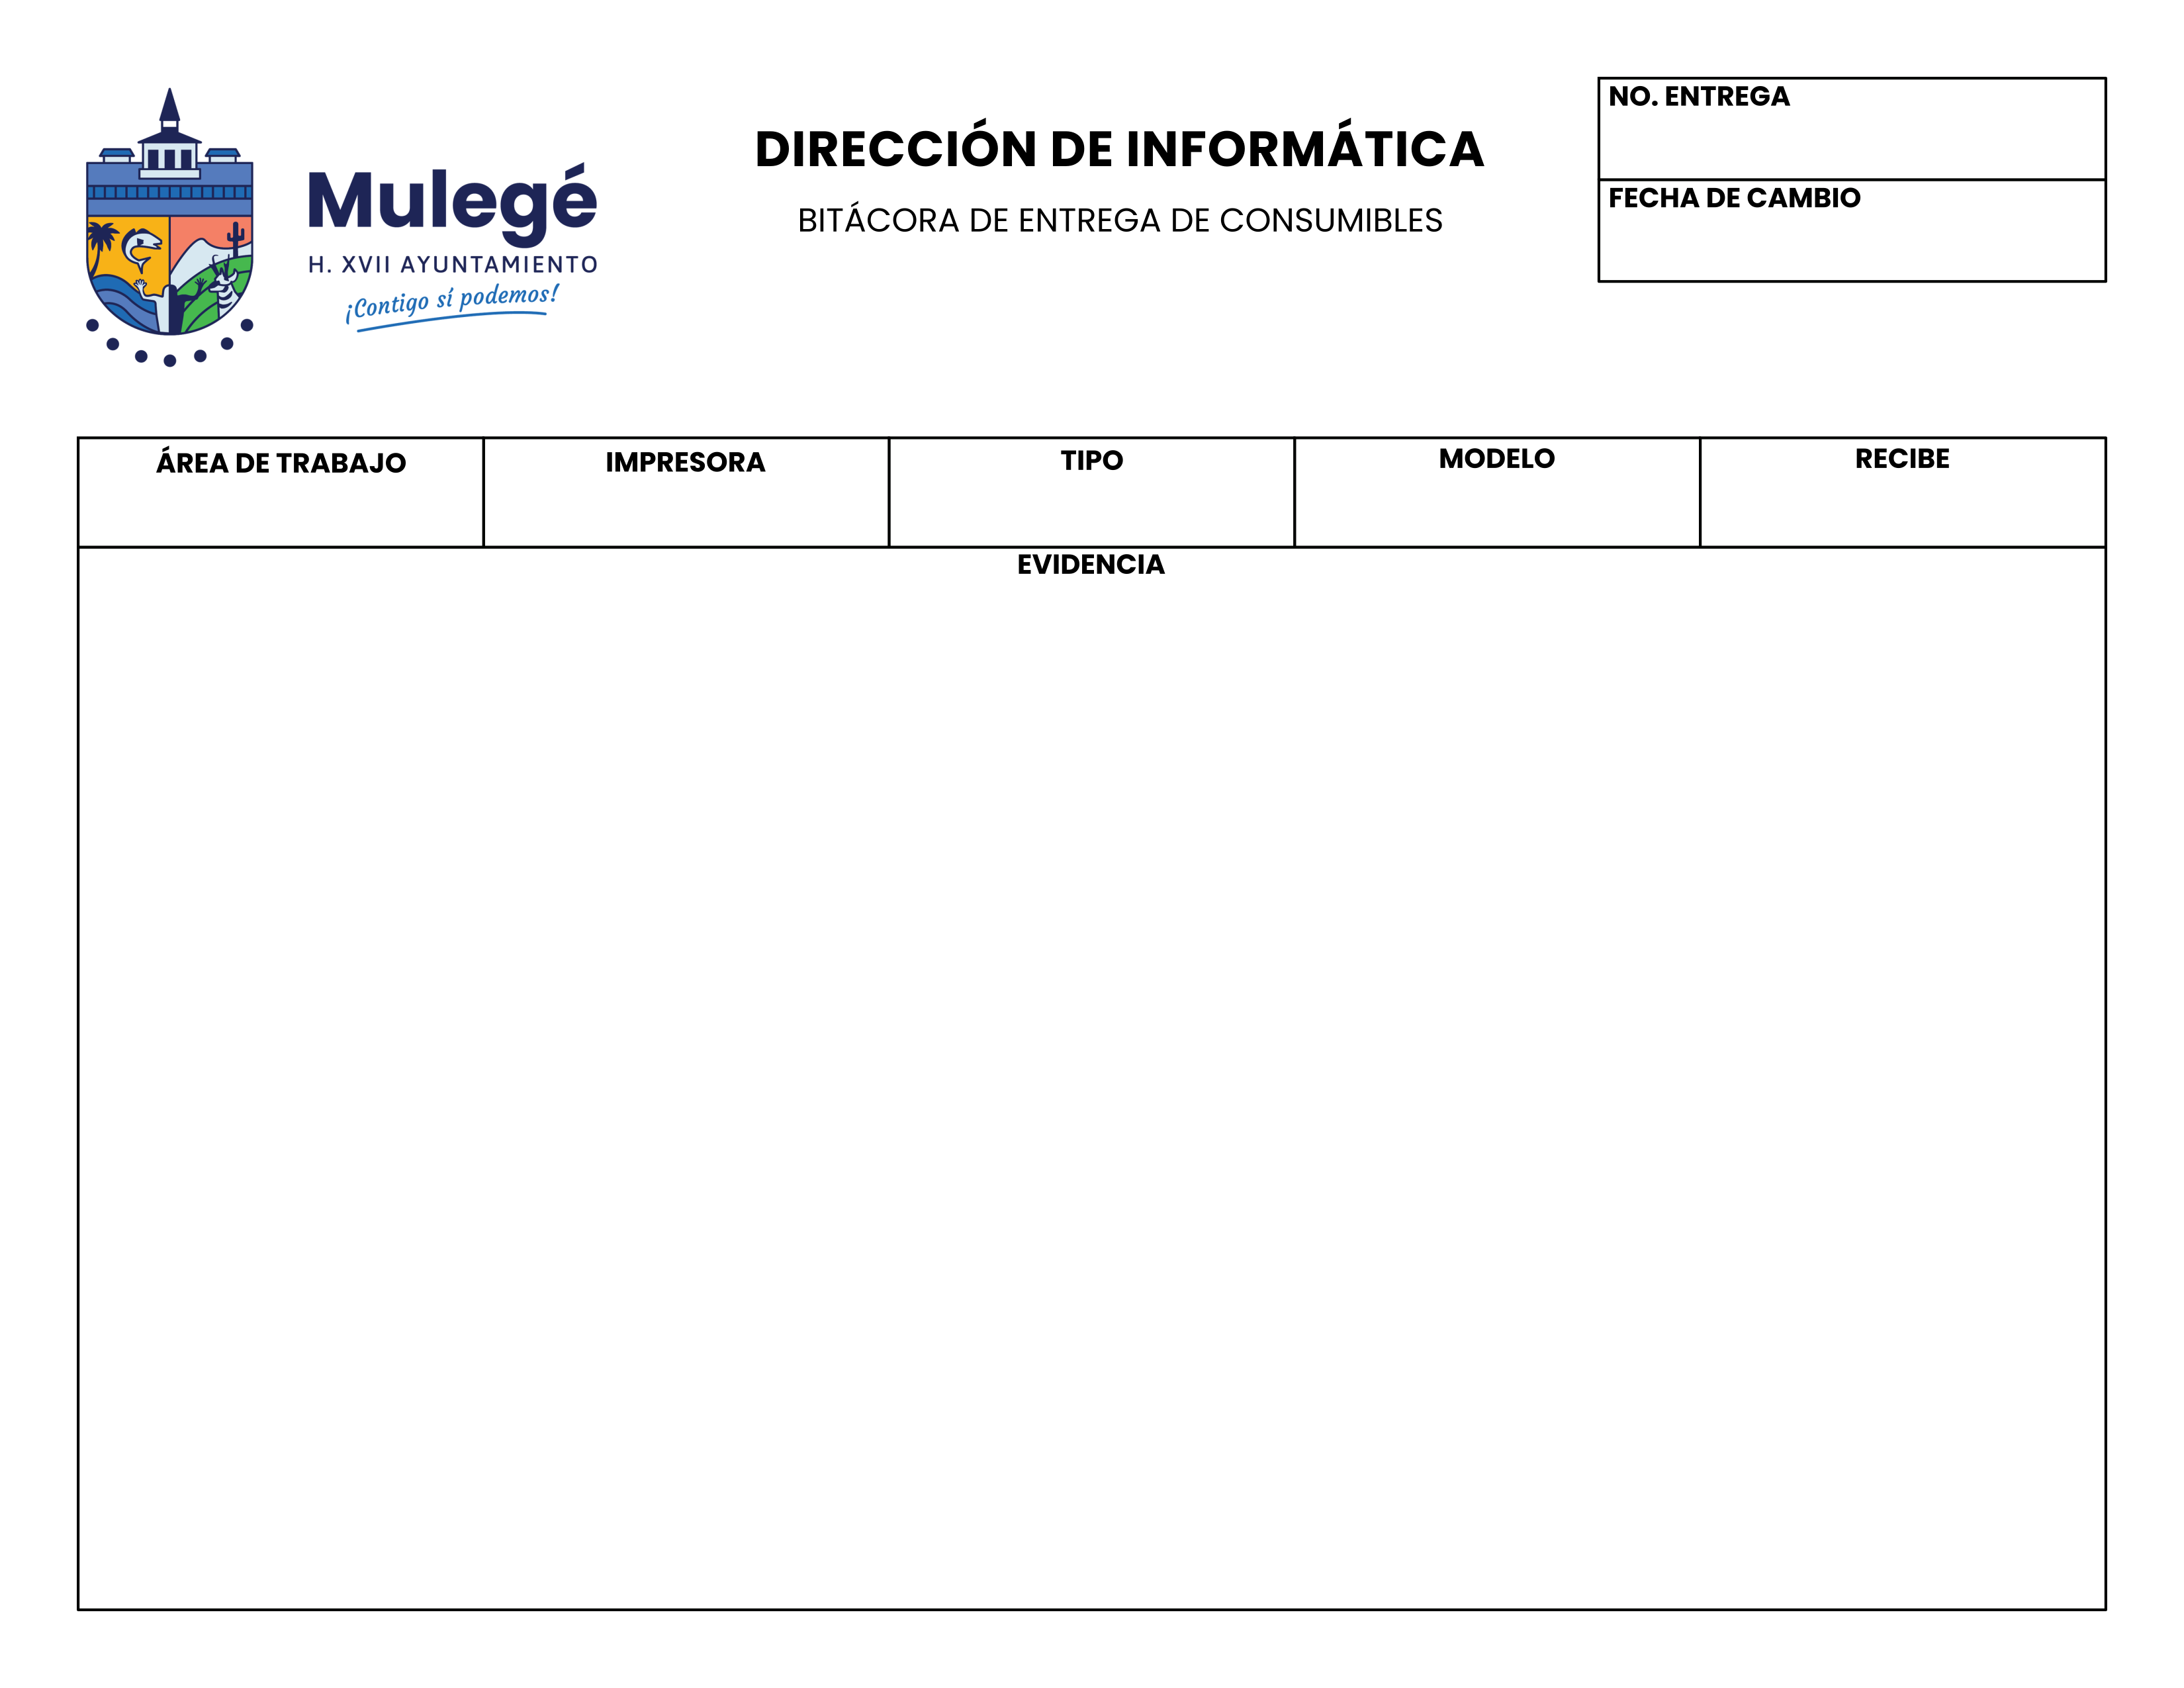 Mulegé
H. XVII AYUNTAMIENTO
¡Contigo sí podemos!
DIRECCIÓN DE INFORMÁTICA
BITÁCORA DE ENTREGA DE CONSUMIBLES
NO. ENTREGA
FECHA DE CAMBIO
ÁREA DE TRABAJO IMPRESORA TIPO MODELO RECIBE
EVIDENCIA